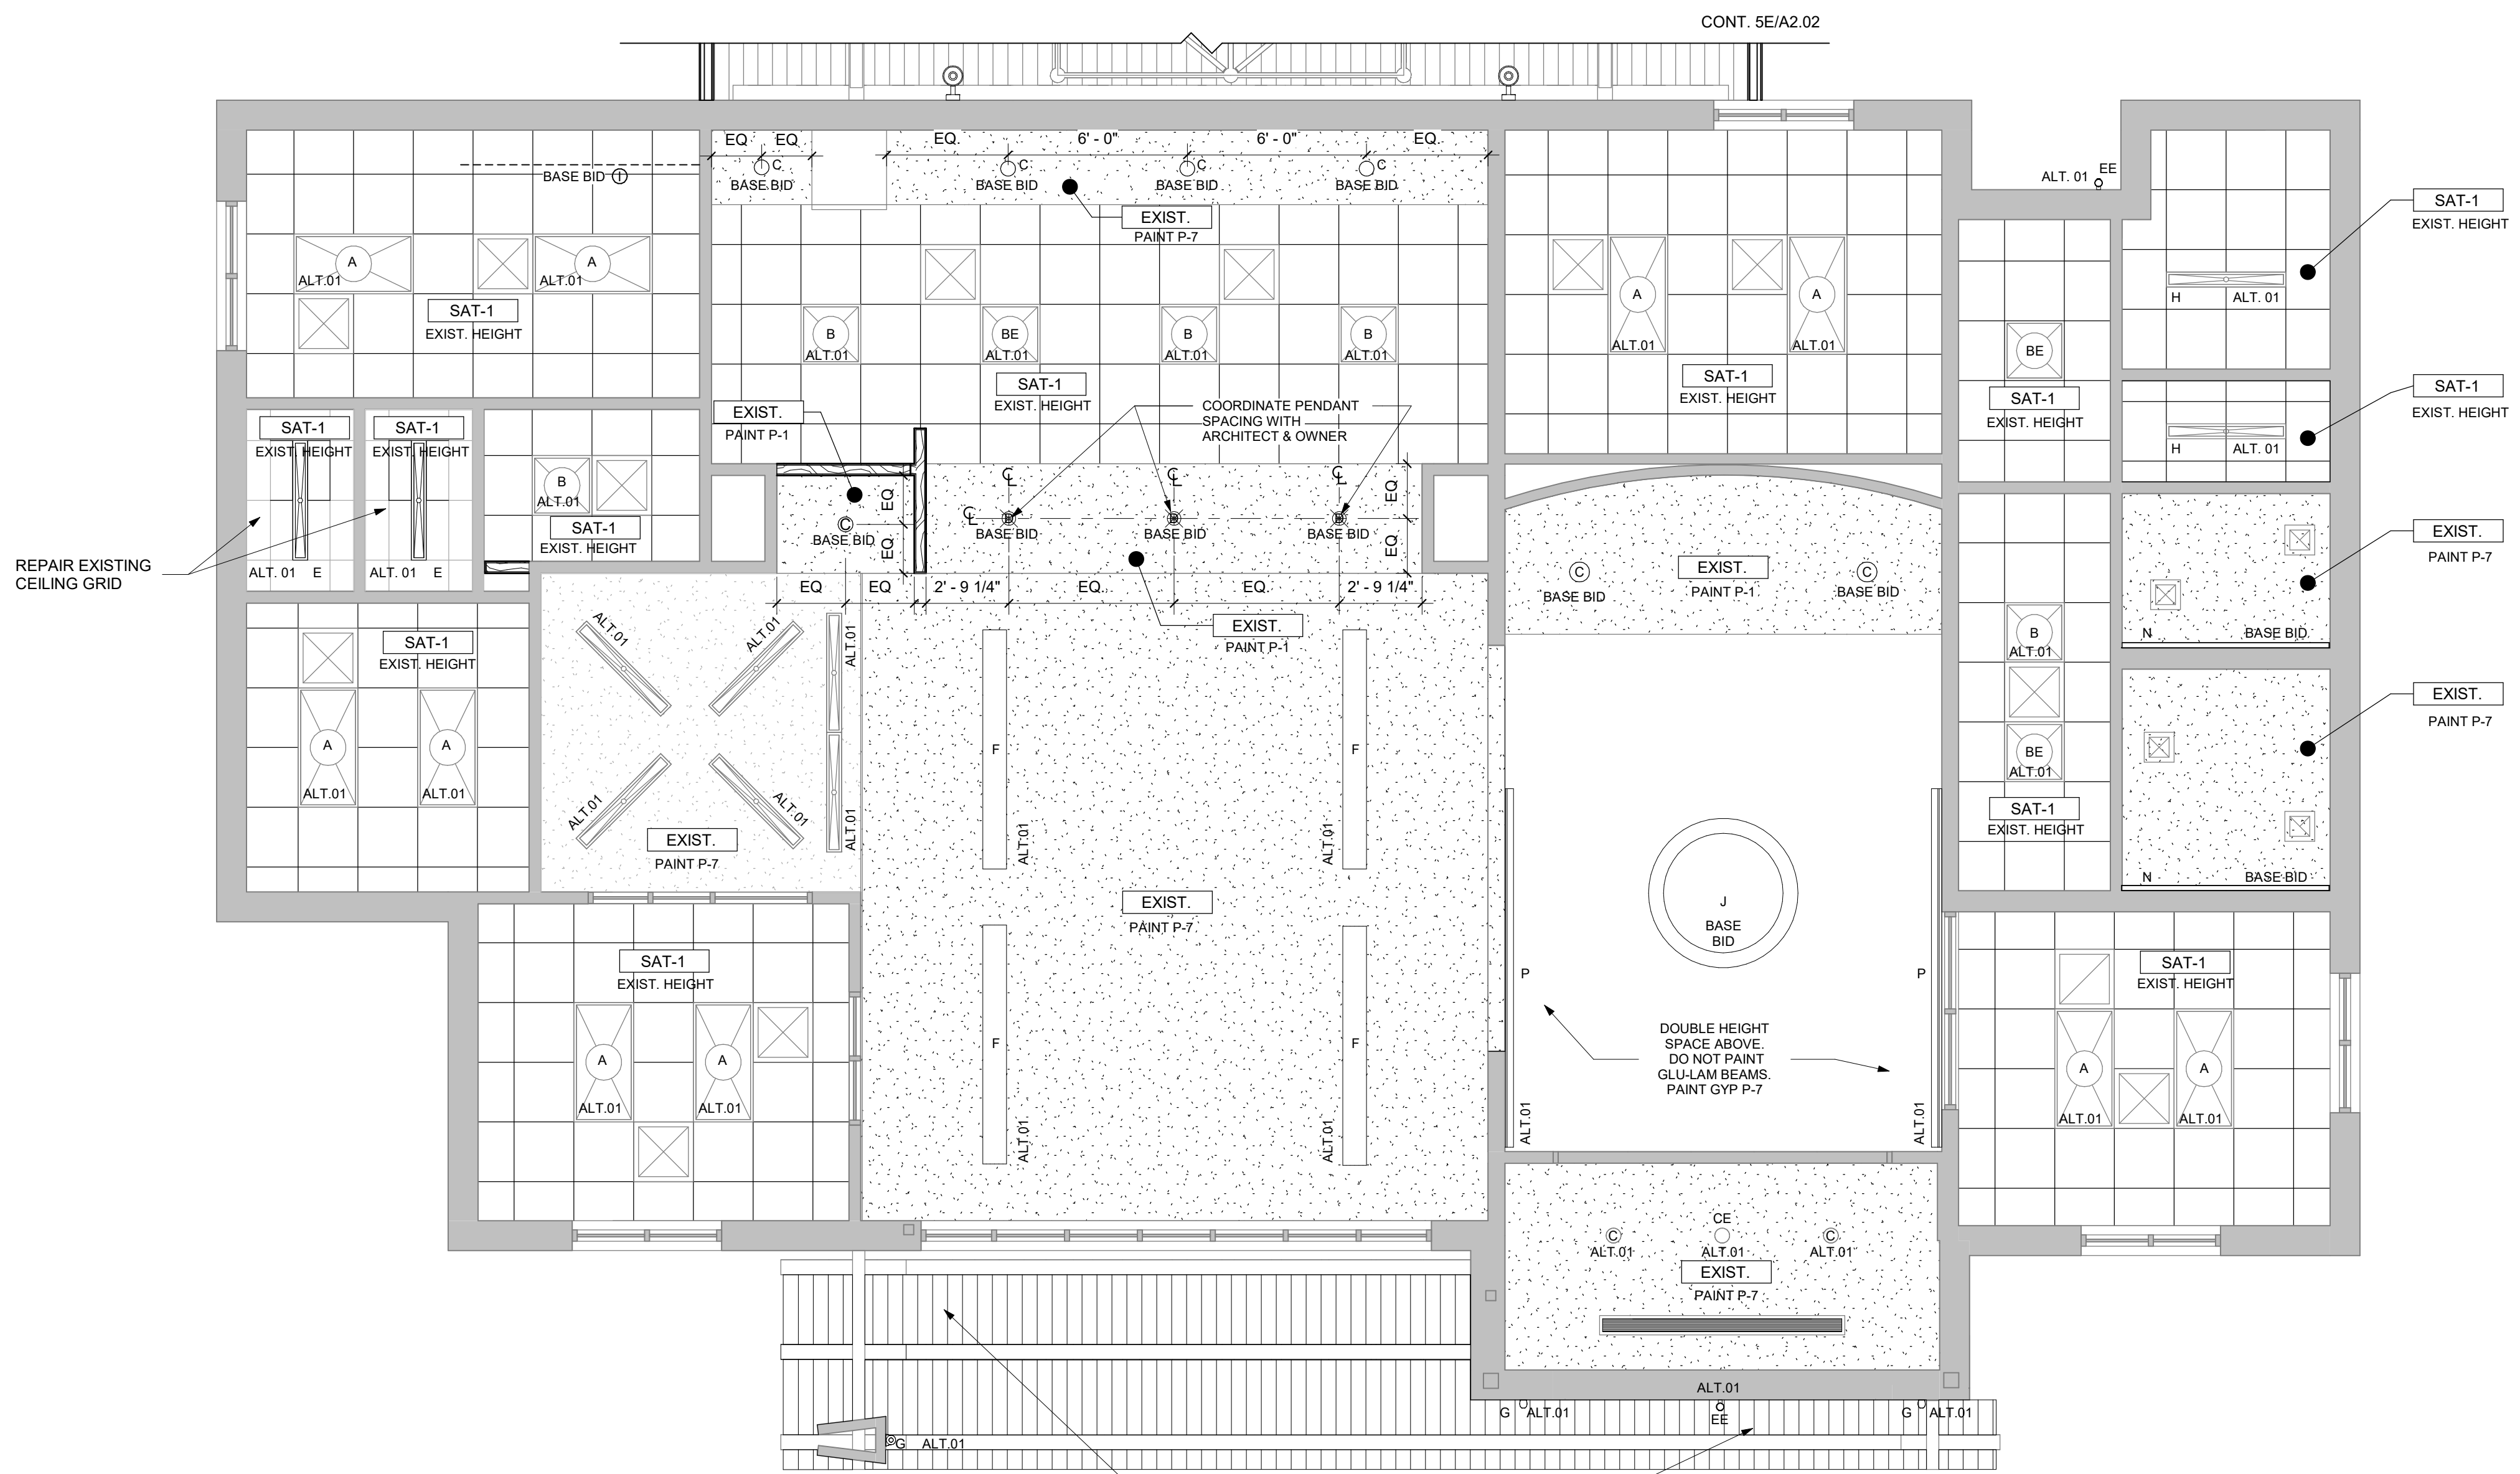 CONT. 5E/A2.02
EQ
EQ
EQ.
6' - 0"
6' - 0"
EQ.
C
BASE BID
C
BASE BID
C
BASE BID
C
BASE BID
EXIST.
PAINT P-7
BASE BID I
ALT. 01
EE
SAT-1
EXIST. HEIGHT
A
ALT.01
A
ALT.01
SAT-1
EXIST. HEIGHT
B
ALT.01
BE
ALT.01
B
ALT.01
B
ALT.01
SAT-1
EXIST. HEIGHT
A
ALT.01
A
ALT.01
SAT-1
EXIST. HEIGHT
BE
SAT-1
EXIST. HEIGHT
H
ALT. 01
SAT-1
EXIST. HEIGHT
H
ALT. 01
EXIST.
PAINT P-1
COORDINATE PENDANT
SPACING WITH
ARCHITECT & OWNER
SAT-1
EXIST. HEIGHT
SAT-1
EXIST. HEIGHT
B
ALT.01
SAT-1
EXIST. HEIGHT
REPAIR EXISTING
CEILING GRID
ALT. 01
E
ALT. 01
E
EQ
EQ
C
BASE BID
CL
CL
CL
CL
BASE BID
BASE BID
BASE BID
EQ
EQ
EQ
EQ
2' - 9 1/4"
EQ.
EQ.
2' - 9 1/4"
EXIST.
PAINT P-1
C
BASE BID
EXIST.
PAINT P-1
C
BASE BID
EXIST.
PAINT P-7
N
BASE BID
B
ALT.01
BE
ALT.01
SAT-1
EXIST. HEIGHT
EXIST.
PAINT P-7
N
BASE BID
SAT-1
EXIST. HEIGHT
A
ALT.01
A
ALT.01
ALT.01
ALT.01
ALT.01
ALT.01
ALT.01
ALT.01
EXIST.
PAINT P-7
F
ALT.01
F
ALT.01
EXIST.
PAINT P-7
F
ALT.01
F
ALT.01
J
BASE
BID
P
P
DOUBLE HEIGHT
SPACE ABOVE.
DO NOT PAINT
GLU-LAM BEAMS.
PAINT GYP P-7
ALT.01
ALT.01
SAT-1
EXIST. HEIGHT
A
ALT.01
A
ALT.01
SAT-1
EXIST. HEIGHT
A
ALT.01
A
ALT.01
C
ALT.01
CE
ALT.01
C
ALT.01
EXIST.
PAINT P-7
ALT.01
G
ALT.01
EE
G
ALT.01
G
ALT.01